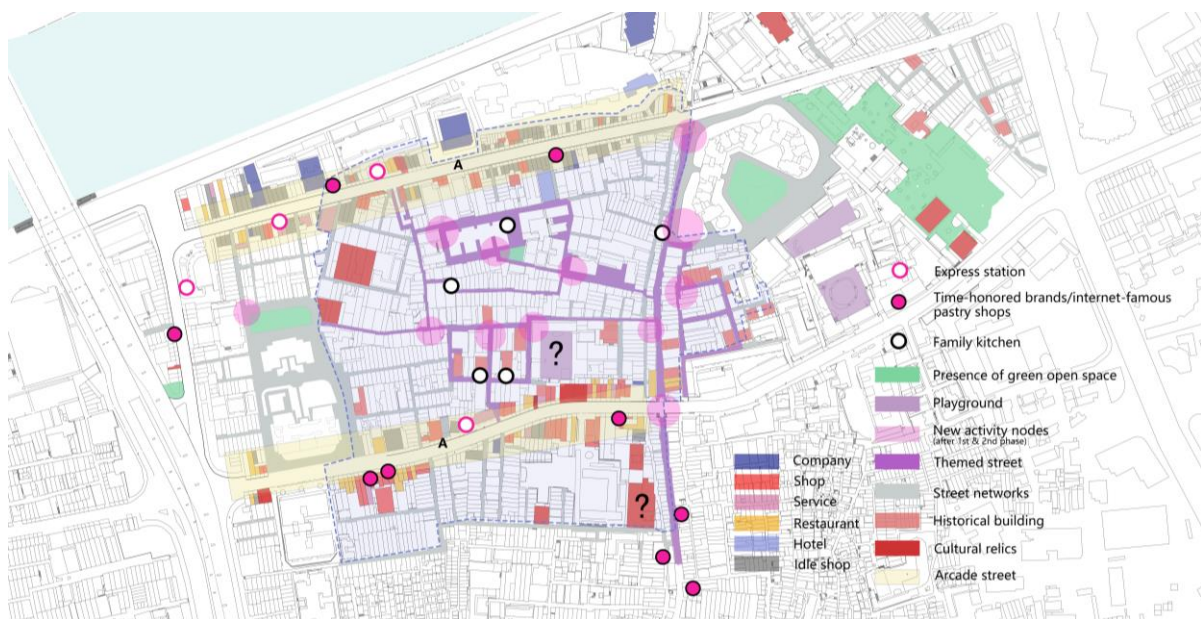 A
?
A
?
Express station
Time-honored brands/internet-famous
pastry shops
Family kitchen
Presence of green open space
Playground
New activity nodes
(after 1st & 2nd phase)
Themed street
Street networks
Historical building
Cultural relics
Arcade street
Company
Shop
Service
Restaurant
Hotel
Idle shop